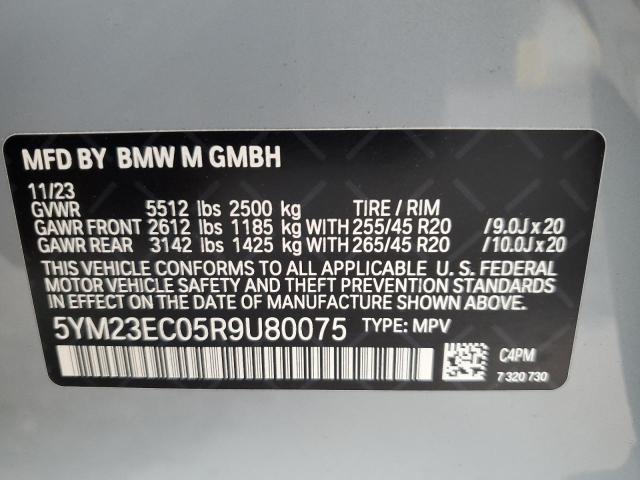 MFD BY BMW M GMBH
11/23
GVWR 5512 lbs 2500 kg TIRE / RIM
GAWR FRONT 2612 lbs 1185 kg WITH 255/45 R20 /9.0J x 20
GAWR REAR 3142 lbs 1425 kg WITH 265/45 R20 /10.0J x 20
THIS VEHICLE CONFORMS TO ALL APPLICABLE U. S. FEDERAL
MOTOR VEHICLE SAFETY AND THEFT PREVENTION STANDARDS
IN EFFECT ON THE DATE OF MANUFACTURE SHOWN ABOVE.
5YM23EC05R9U80075 TYPE: MPV
C4PM
7 320 730